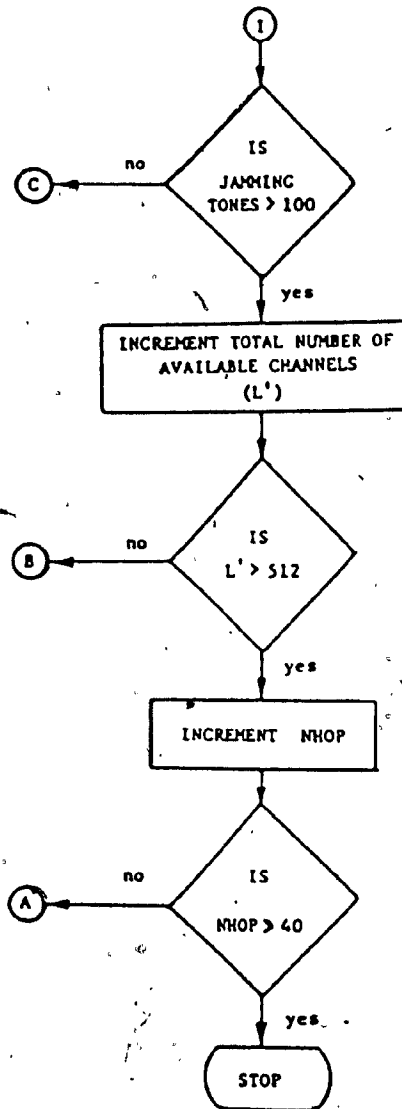 I
IS
JAMMING
TONES > 100
no
C
yes
INCREMENT TOTAL NUMBER OF
AVAILABLE CHANNELS
(L')
IS
L' > 512
no
B
yes
INCREMENT NHOP
IS
NHOP > 40
no
A
yes
STOP